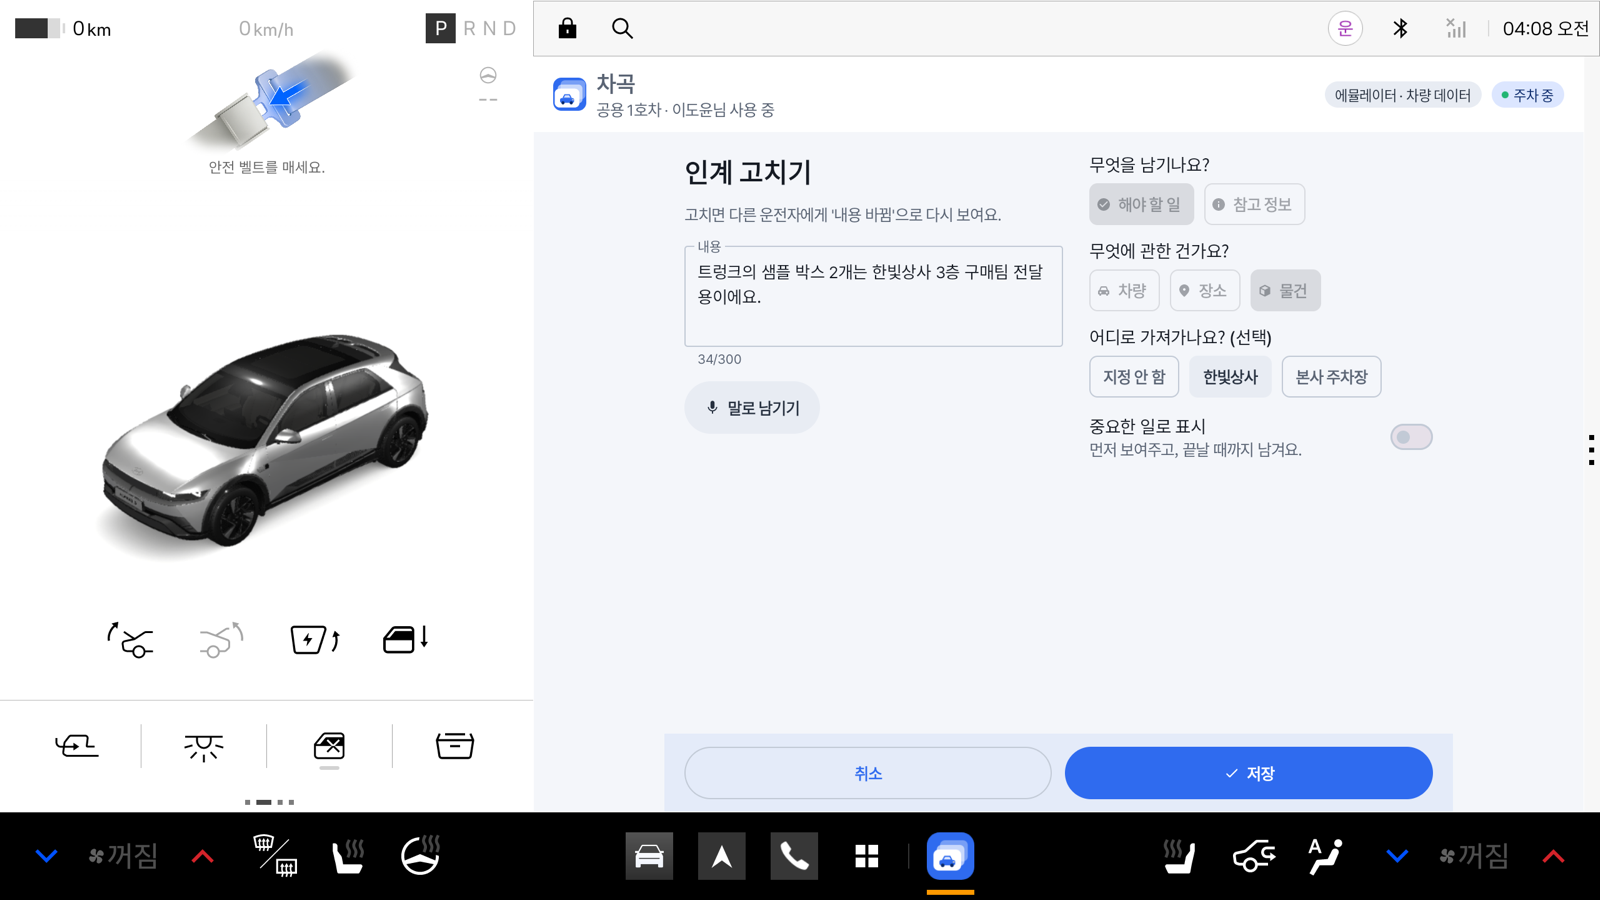 0 km
0 km/h
P R N D
--
안전 벨트를 매세요.
운
04:08 오전
차곡
공용 1호차 · 이도윤님 사용 중
에뮬레이터 · 차량 데이터
주차 중
인계 고치기
고치면 다른 운전자에게 '내용 바뀜'으로 다시 보여요.
내용
트렁크의 샘플 박스 2개는 한빛상사 3층 구매팀 전달
용이에요.
34/300
말로 남기기
무엇을 남기나요?
해야 할 일
참고 정보
무엇에 관한 건가요?
차량
장소
물건
어디로 가져가나요? (선택)
지정 안 함
한빛상사
본사 주차장
중요한 일로 표시
먼저 보여주고, 끝날 때까지 남겨요.
취소
저장
꺼짐
A
꺼짐